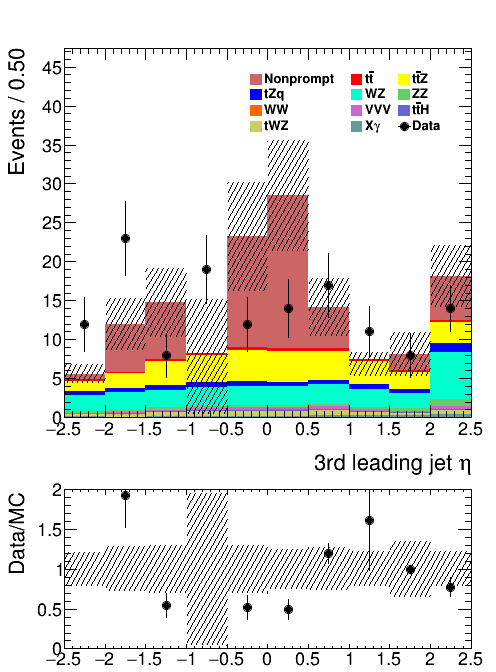 Events / 0.50
45
40
35
30
25
20
15
10
5
0
Nonprompt tt̄ tt̄Z
tZq WZ ZZ
WW VVV tt̄H
tWZ Xγ Data
−2.5 −2 −1.5 −1 −0.5 0 0.5 1 1.5 2 2.5
3rd leading jet η
Data/MC
2
1.5
1
0.5
0
−2.5 −2 −1.5 −1 −0.5 0 0.5 1 1.5 2 2.5